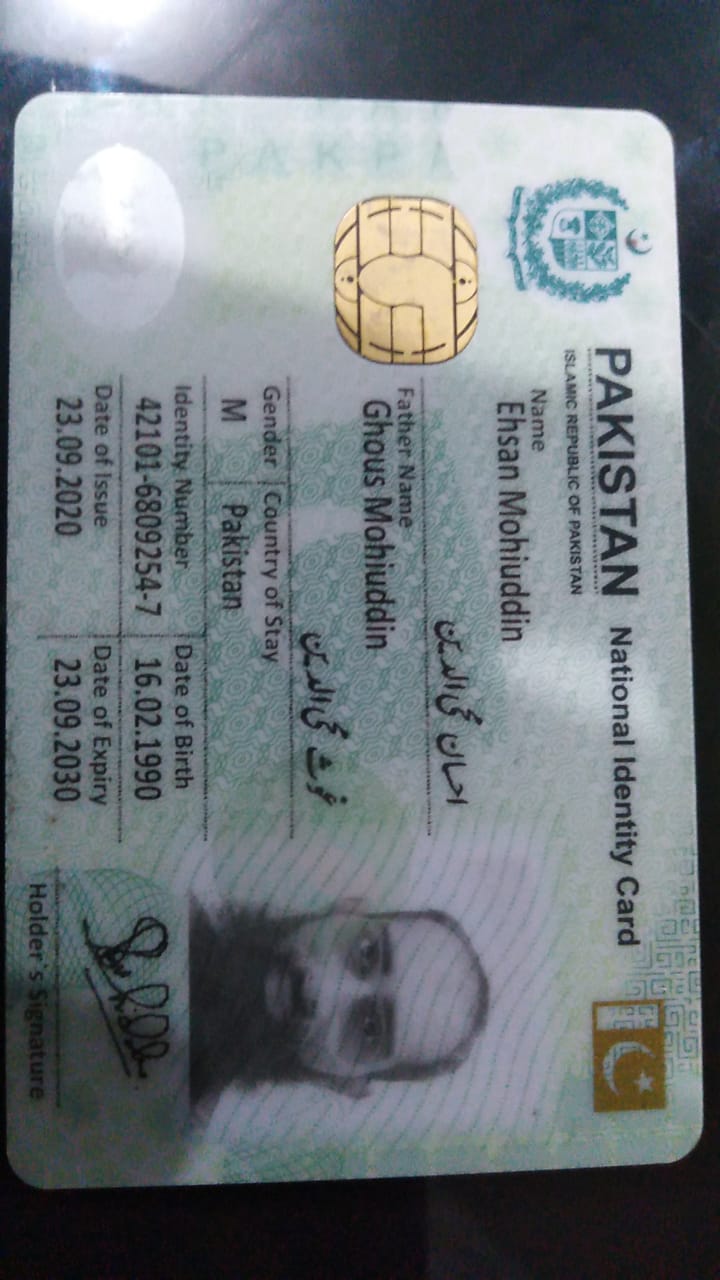 PAKISTAN National Identity Card
ISLAMIC REPUBLIC OF PAKISTAN
Name
Ehsan Mohiuddin
احسان محی الدین
Father Name
Ghous Mohiuddin
غوث محی الدین
Gender Country of Stay
M Pakistan
Identity Number Date of Birth
42101-6809254-7 16.02.1990
Date of Issue Date of Expiry
23.09.2020 23.09.2030
Holder's Signature